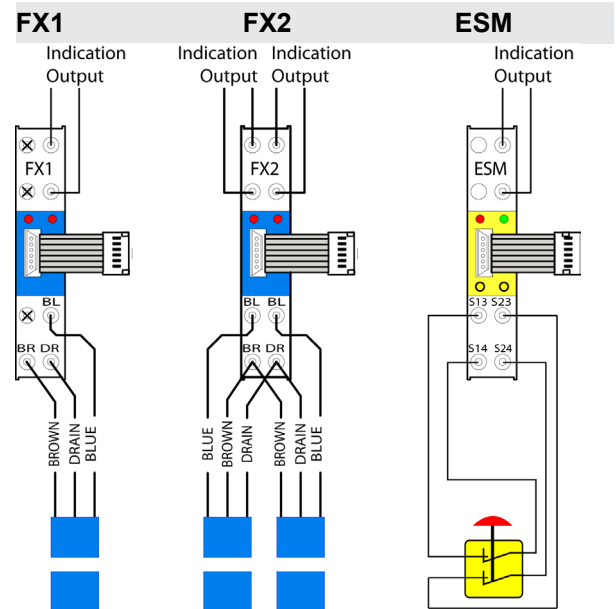 FX1 FX2 ESM
Indication Indication Indication Indication
Output Output Output Output
FX1 FX2 ESM
BL BL BL S13 S23
BR DR BR DR S14 S24
BROWN DRAIN BLUE BLUE BROWN DRAIN BROWN DRAIN BLUE